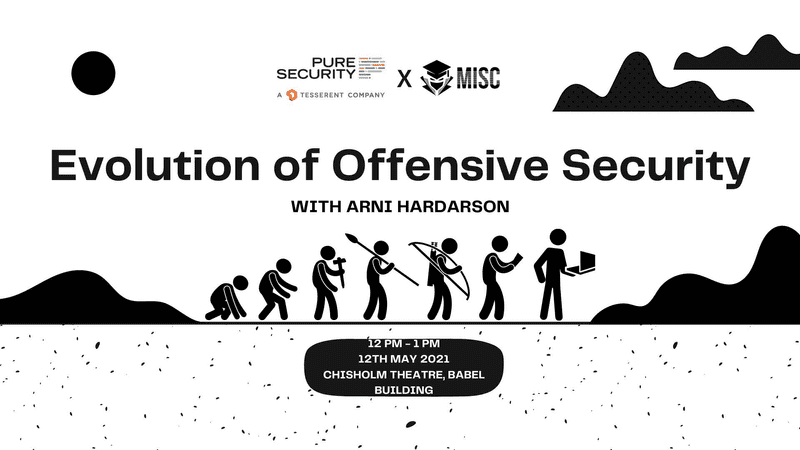 PURE
SECURITY
A TESSERENT COMPANY
X
MISC
Evolution of Offensive Security
WITH ARNI HARDARSON
12 PM - 1 PM
12TH MAY 2021
CHISHOLM THEATRE, BABEL
BUILDING